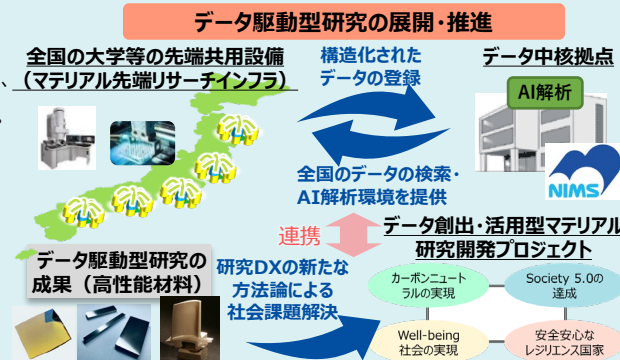 データ駆動型研究の展開・推進
全国の大学等の先端共用設備
、（マテリアル先端リサーチインフラ）
構造化された
データの登録
データ中核拠点
AI解析
NIMS
全国のデータの検索・
AI解析環境を提供
連携
データ創出・活用型マテリアル
研究開発プロジェクト
データ駆動型研究の
成果（高性能材料）
研究DXの新たな
方法論による
社会課題解決
カーボンニュート
ラルの実現
Society 5.0の
達成
Well-being
社会の実現
安全安心な
レジリエンス国家